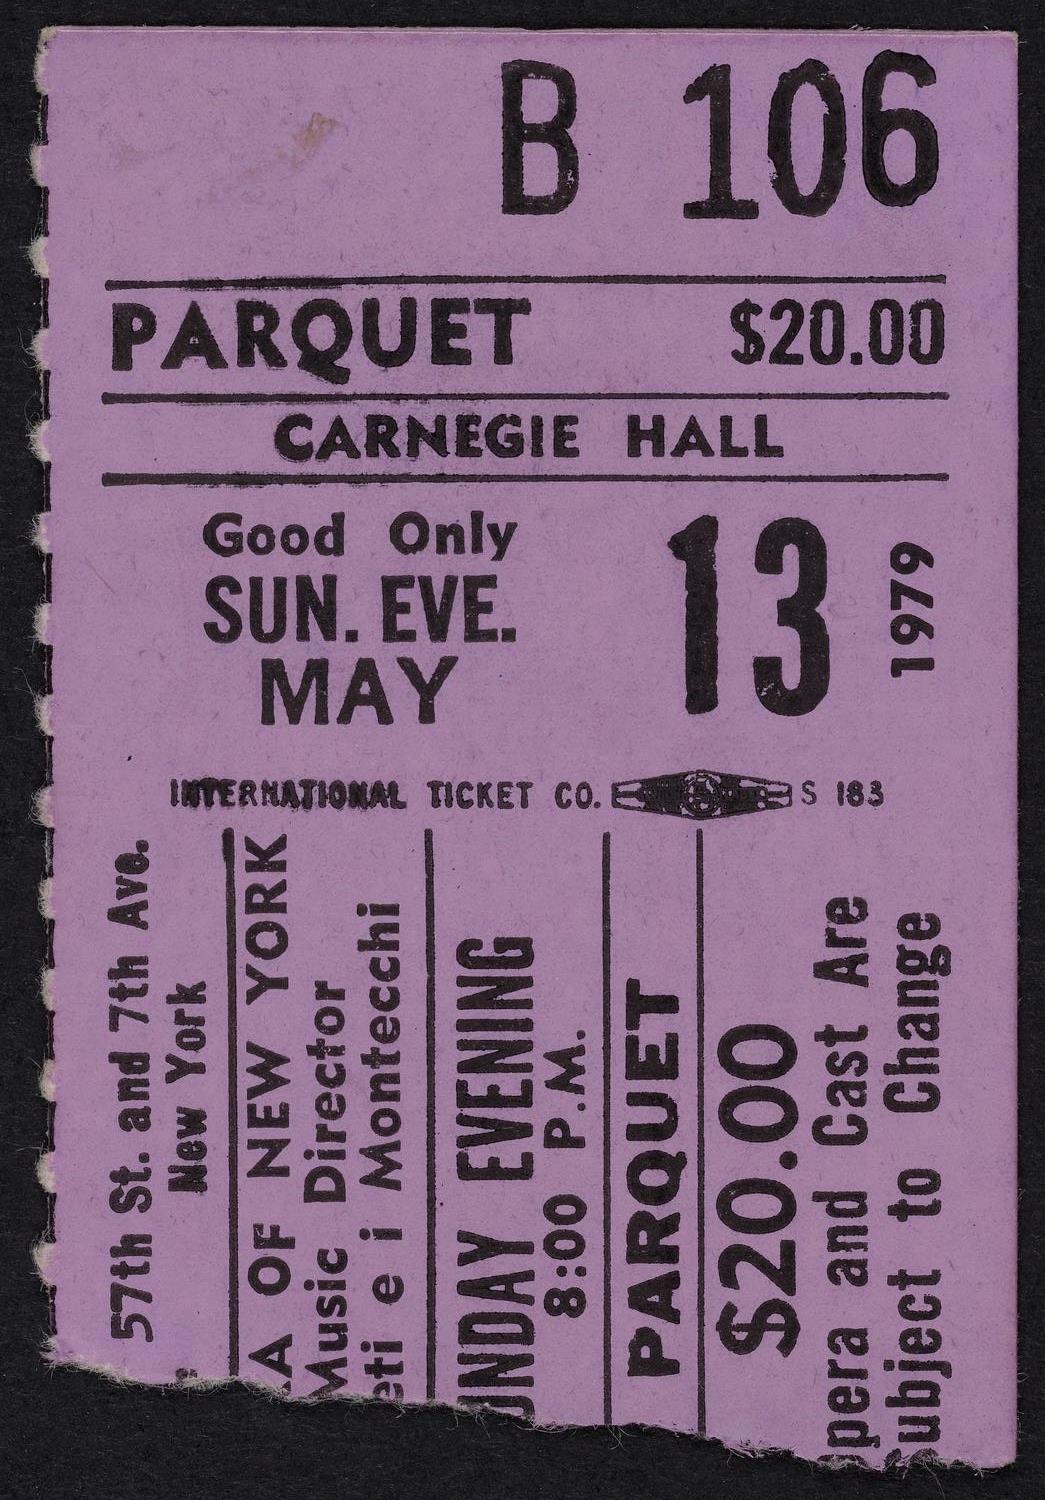 B 106
PARQUET $20.00
CARNEGIE HALL
Good Only
SUN. EVE.
MAY
13
1979
INTERNATIONAL TICKET CO. S 183
57th St. and 7th Ave.
New York
A OF NEW YORK
Music Director
eti e i Montecchi
UNDAY EVENING
8:00 P.M.
PARQUET
$20.00
pera and Cast Are
ubject to Change